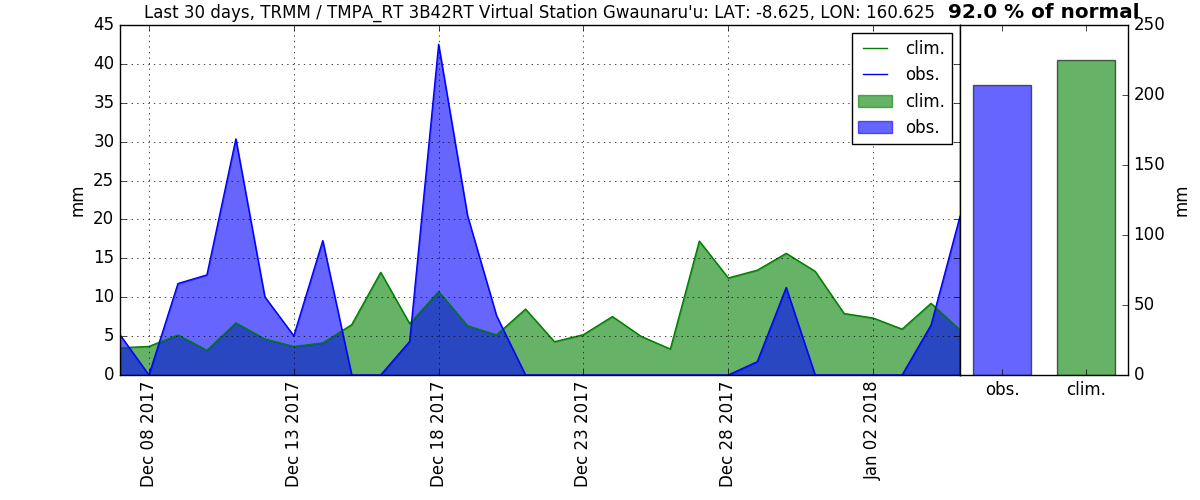 Last 30 days, TRMM / TMPA_RT 3B42RT Virtual Station Gwaunaru'u: LAT: -8.625, LON: 160.625
92.0 % of normal
45
40
35
30
25
20
15
10
5
0
mm
clim.
obs.
clim.
obs.
Dec 08 2017
Dec 13 2017
Dec 18 2017
Dec 23 2017
Dec 28 2017
Jan 02 2018
250
200
150
100
50
0
mm
obs.
clim.